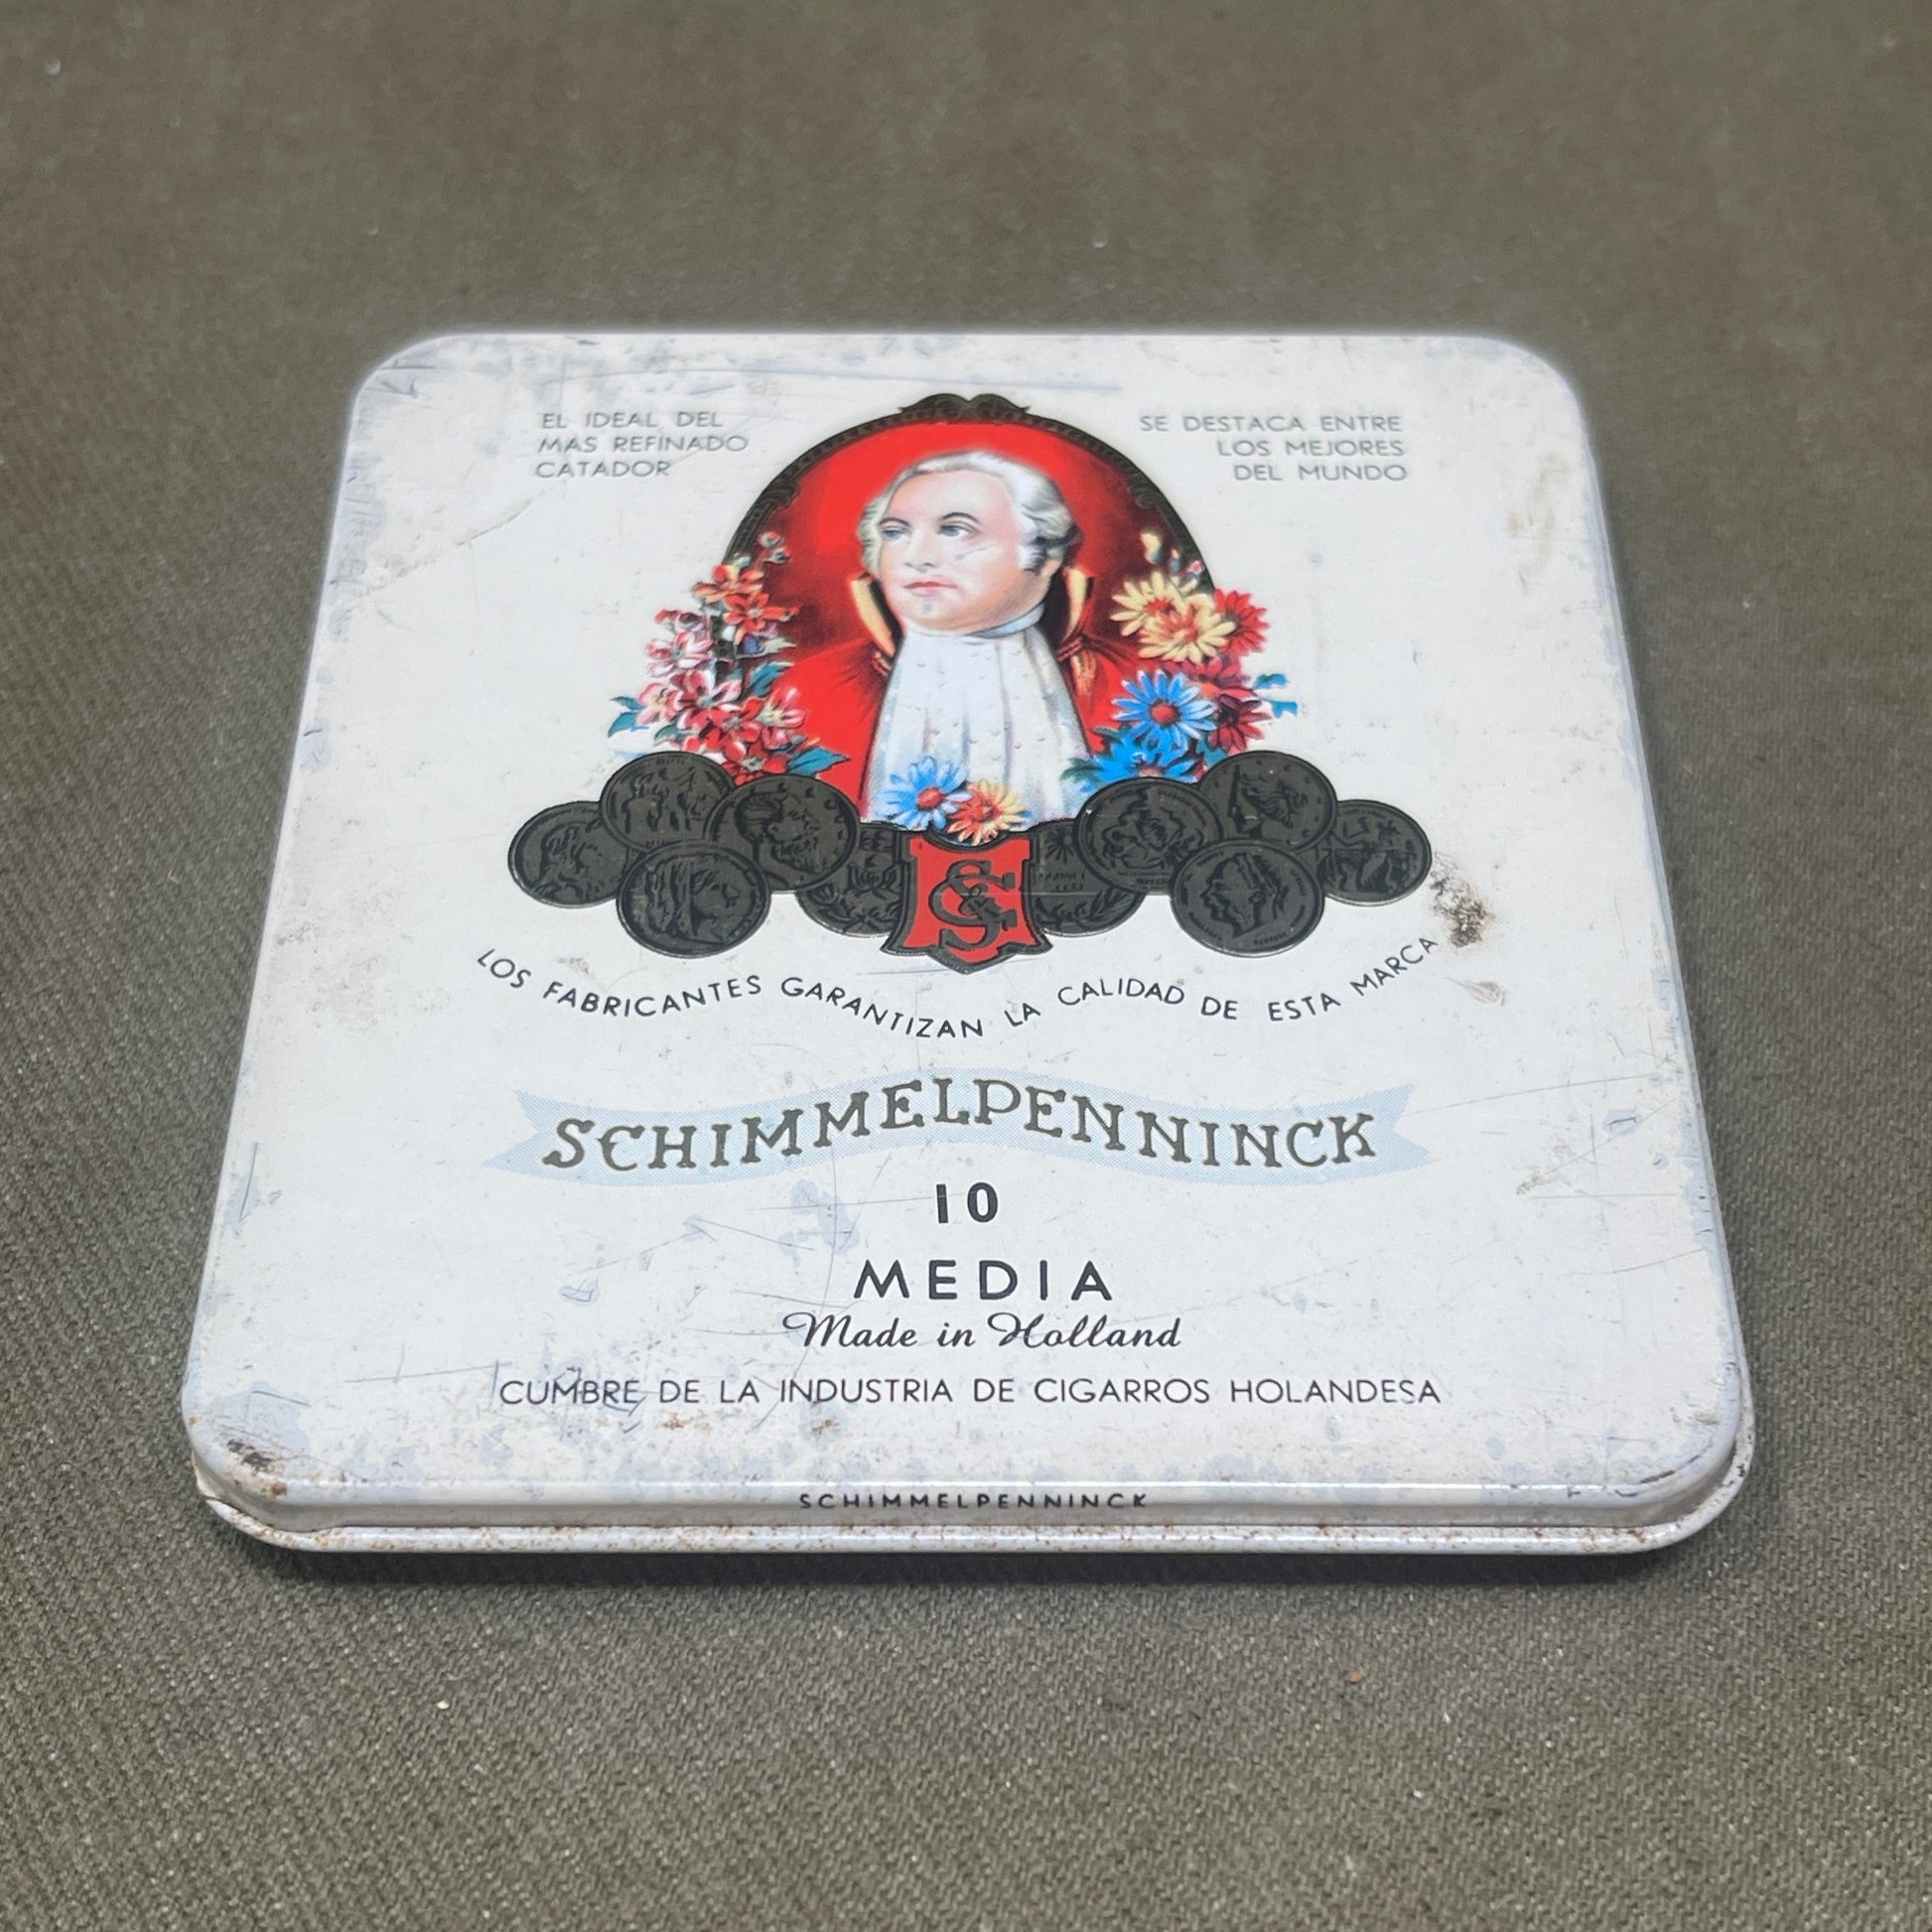 EL IDEAL DEL
MAS REFINADO
CATADOR
SE DESTACA ENTRE
LOS MEJORES
DEL MUNDO
S&S
LOS FABRICANTES GARANTIZAN LA CALIDAD DE ESTA MARCA
SCHIMMELPENNINCK
10
MEDIA
Made in Holland
CUMBRE DE LA INDUSTRIA DE CIGARROS HOLANDESA
SCHIMMELPENNINCK